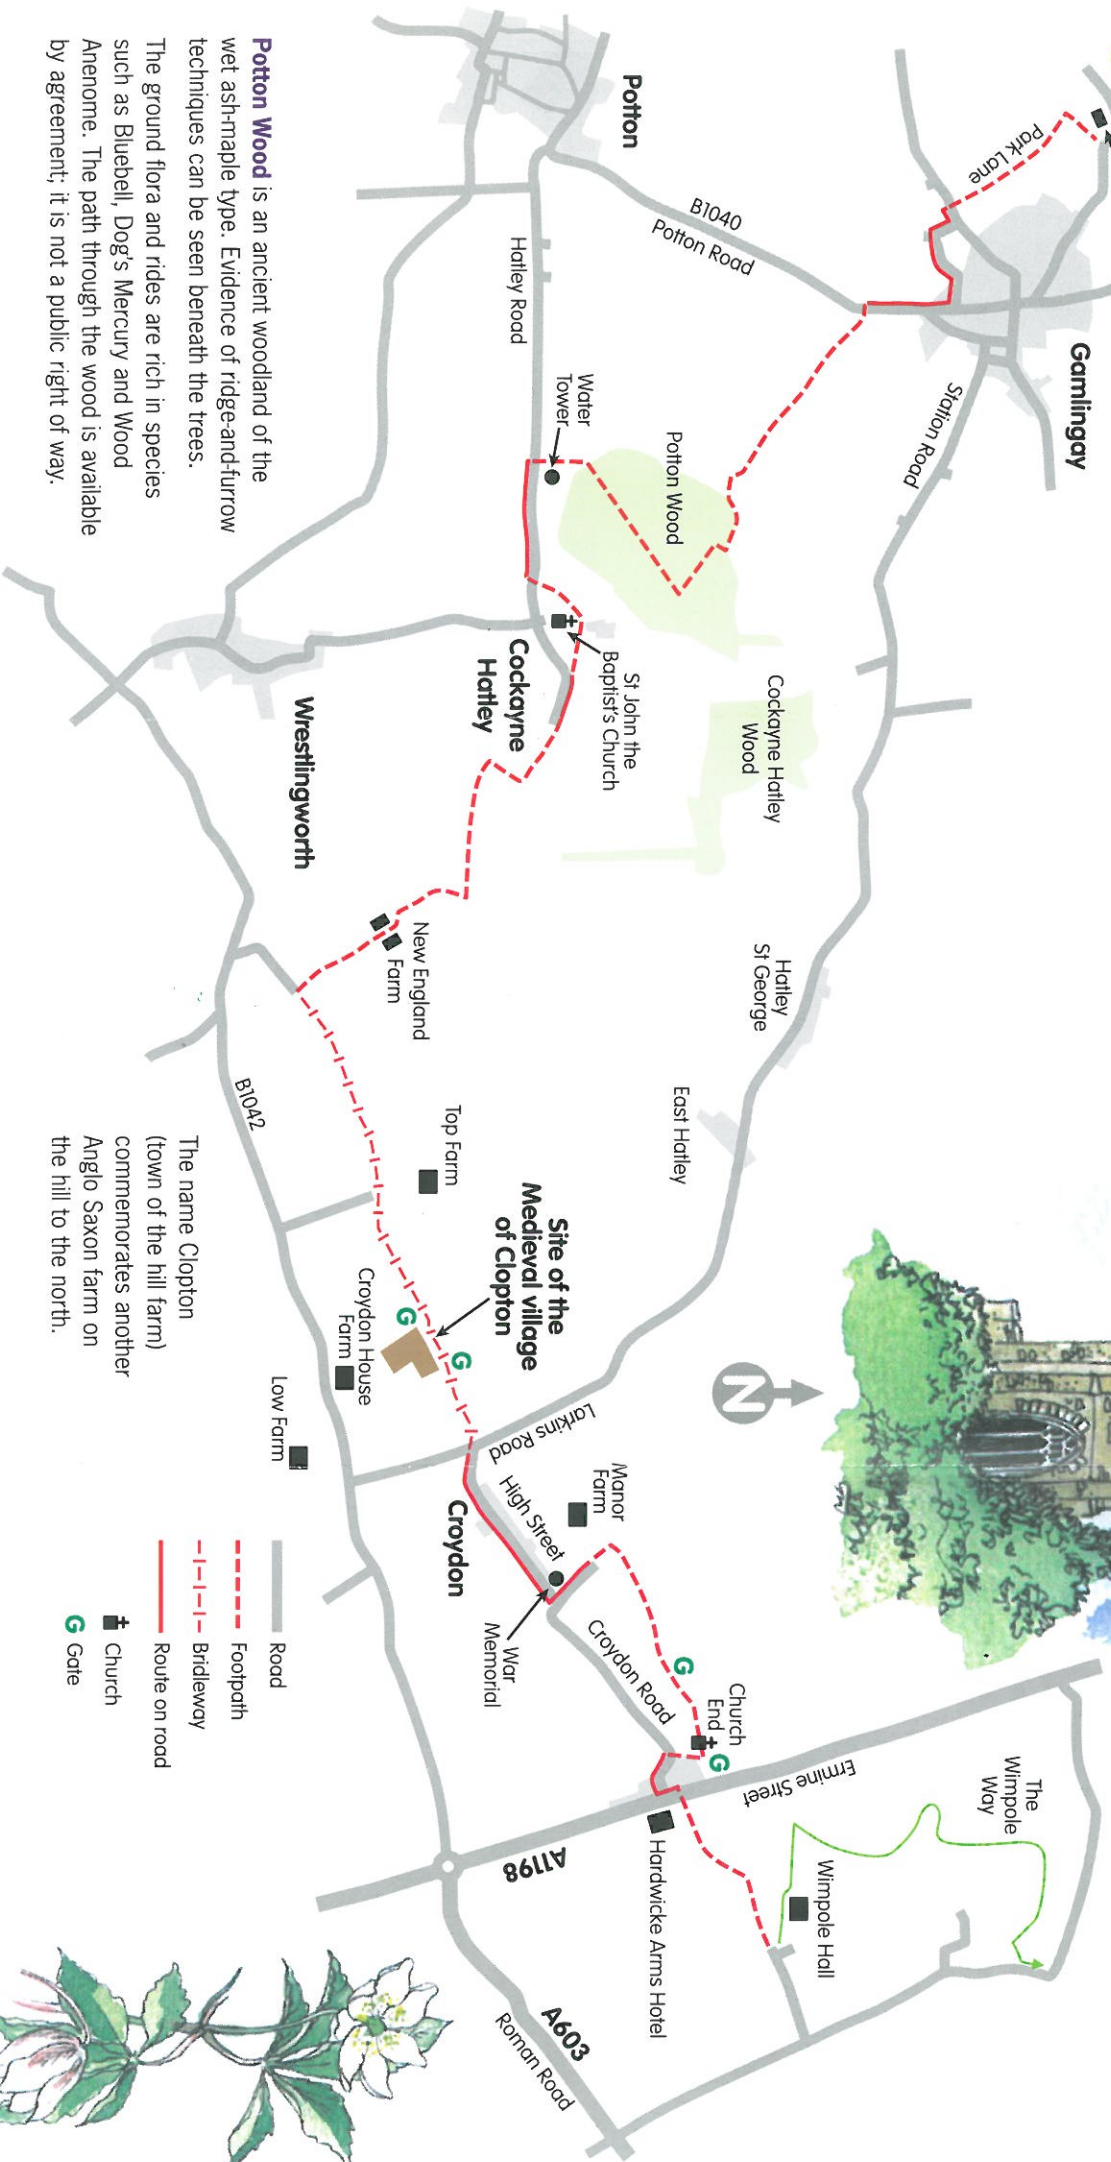 Gamlingay
Park Lane
Potton
B1040
Potton Road
Station Road
Hatley Road
Water
Tower
Potton Wood
Cockayne Hatley
Wood
St John the
Baptist's Church
Cockayne
Hatley
Wrestlingworth
Hatley
St George
East Hatley
New England
Farm
Top Farm
B1042
Site of the
Medieval village
of Clopton
G
G
Croydon House
Farm
Low Farm
N
Larkins Road
Manor
Farm
High Street
Croydon
War
Memorial
Croydon Road
G
Church
End
G
Ermine Street
The
Wimpole
Way
Wimpole Hall
Hardwicke Arms Hotel
A1198
A603
Roman Road
Potton Wood is an ancient woodland of the
wet ash-maple type. Evidence of ridge-and-furrow
techniques can be seen beneath the trees.
The ground flora and rides are rich in species
such as Bluebell, Dog's Mercury and Wood
Anenome. The path through the wood is available
by agreement; it is not a public right of way.
The name Clopton
(town of the hill farm)
commemorates another
Anglo Saxon farm on
the hill to the north.
Road
Footpath
Bridleway
Route on road
Church
G Gate